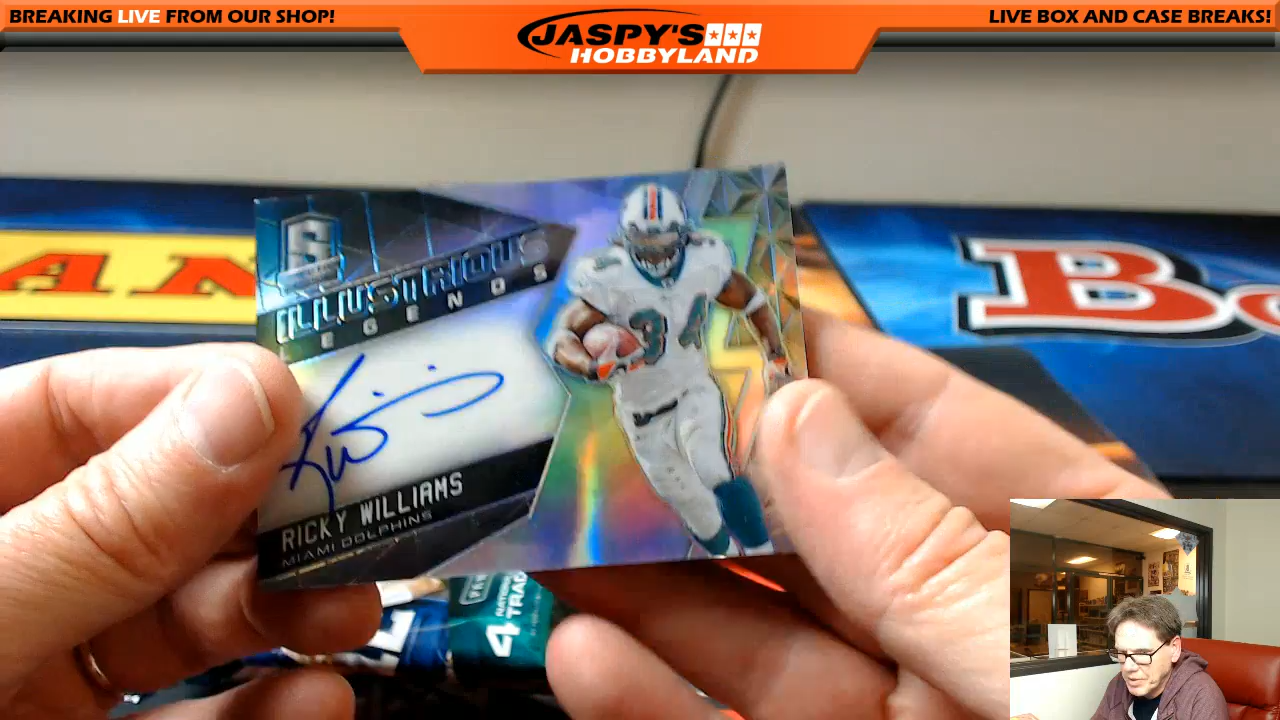 BREAKING LIVE FROM OUR SHOP!
JASPY'S
HOBBYLAND
LIVE BOX AND CASE BREAKS!
ILLUSTRIOUS
LEGENDS
34
RICKY WILLIAMS
MIAMI DOLPHINS
4